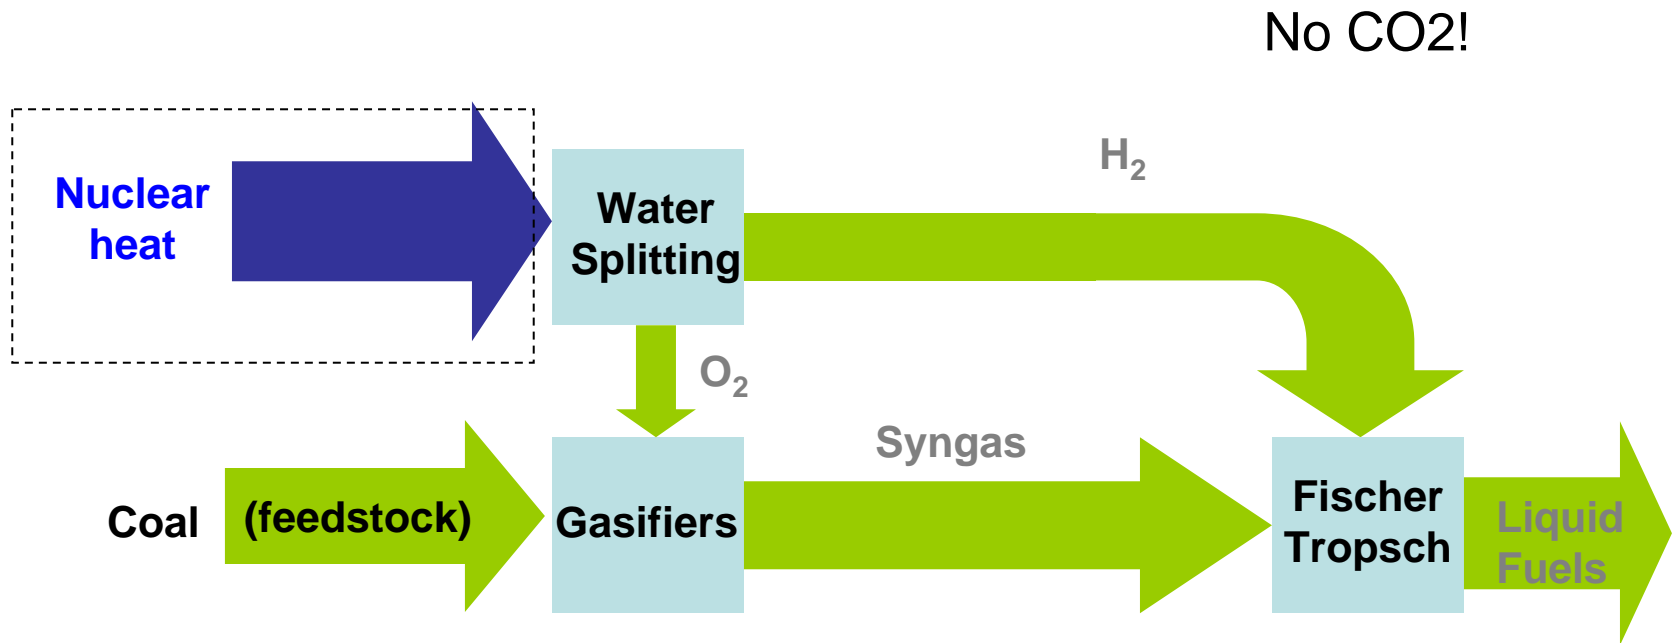 No CO2!
Nuclear
heat
Water
Splitting
H₂
O₂
Coal
(feedstock)
Gasifiers
Syngas
Fischer
Tropsch
Liquid
Fuels